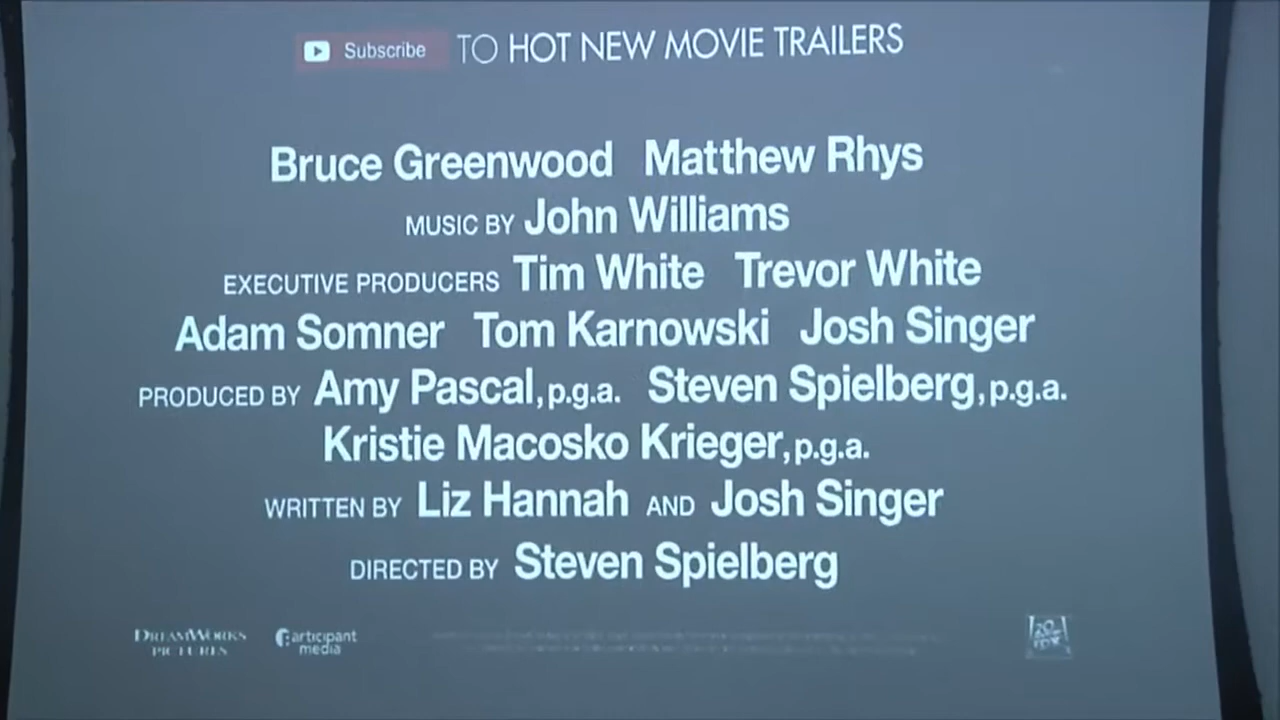 Subscribe TO HOT NEW MOVIE TRAILERS
Bruce Greenwood Matthew Rhys
MUSIC BY John Williams
EXECUTIVE PRODUCERS Tim White Trevor White
Adam Somner Tom Karnowski Josh Singer
PRODUCED BY Amy Pascal, p.g.a. Steven Spielberg, p.g.a.
Kristie Macosko Krieger, p.g.a.
WRITTEN BY Liz Hannah AND Josh Singer
DIRECTED BY Steven Spielberg
DREAMWORKS
PICTURES
Participant
media
20
FOX